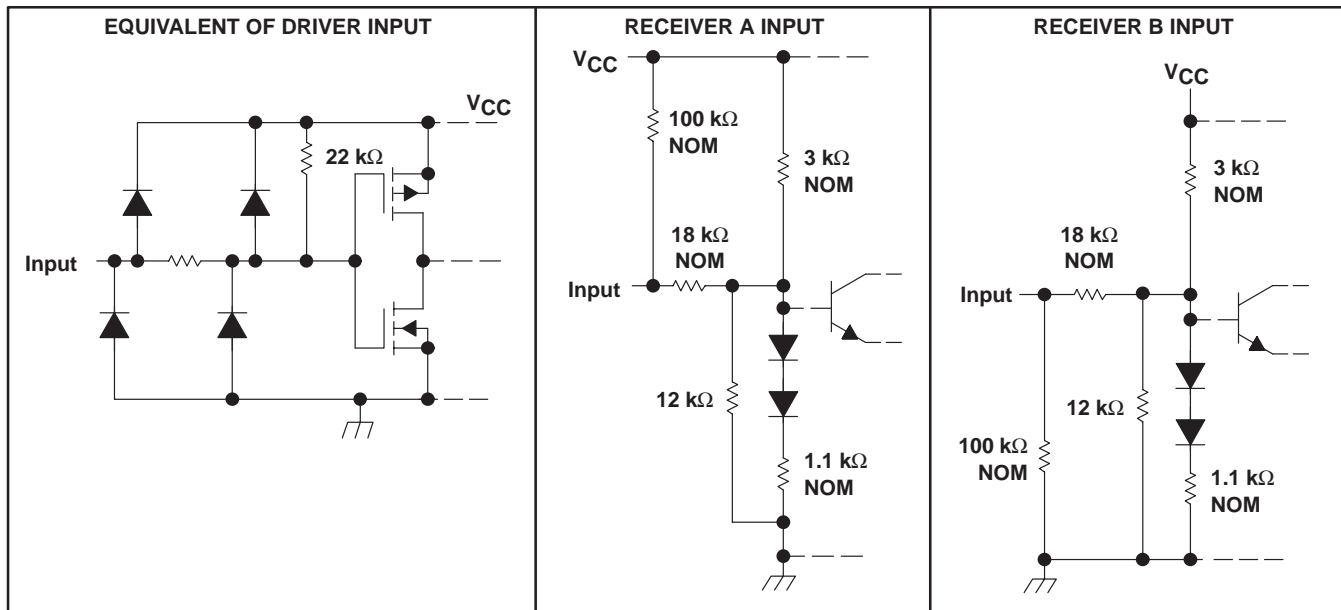 EQUIVALENT OF DRIVER INPUT
VCC
22 kΩ
Input
RECEIVER A INPUT
VCC
100 kΩ
NOM
3 kΩ
NOM
18 kΩ
NOM
Input
12 kΩ
1.1 kΩ
NOM
RECEIVER B INPUT
VCC
3 kΩ
NOM
18 kΩ
NOM
Input
12 kΩ
100 kΩ
NOM
1.1 kΩ
NOM